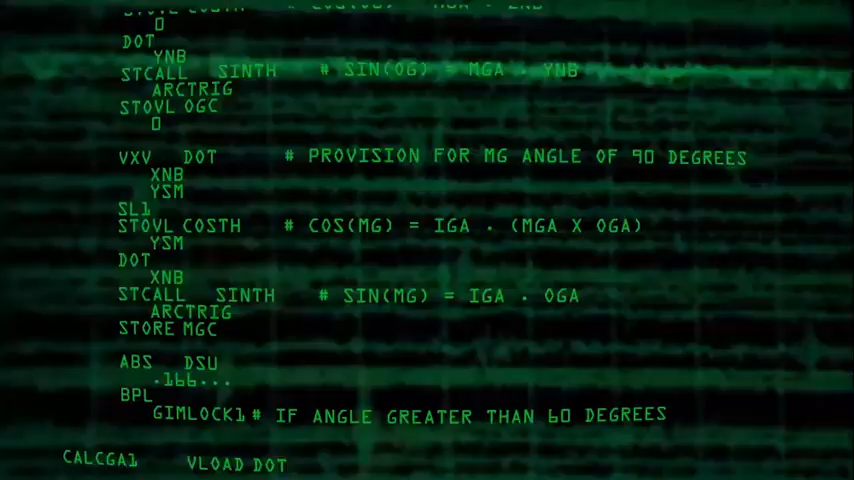 0
DOT
YNB
STCALL SINTH # SIN(OG) = MGA . YNB
ARCTRIG
STOVL OGC
0
VXV DOT # PROVISION FOR MG ANGLE OF 90 DEGREES
XNB
YSM
SL1
STOVL COSTH # COS(MG) = IGA . (MGA X OGA)
YSM
DOT
XNB
STCALL SINTH # SIN(MG) = IGA . OGA
ARCTRIG
STORE MGC
ABS DSU
.166...
BPL
GIMLOCK1 # IF ANGLE GREATER THAN 60 DEGREES
CALCGA1 VLOAD DOT